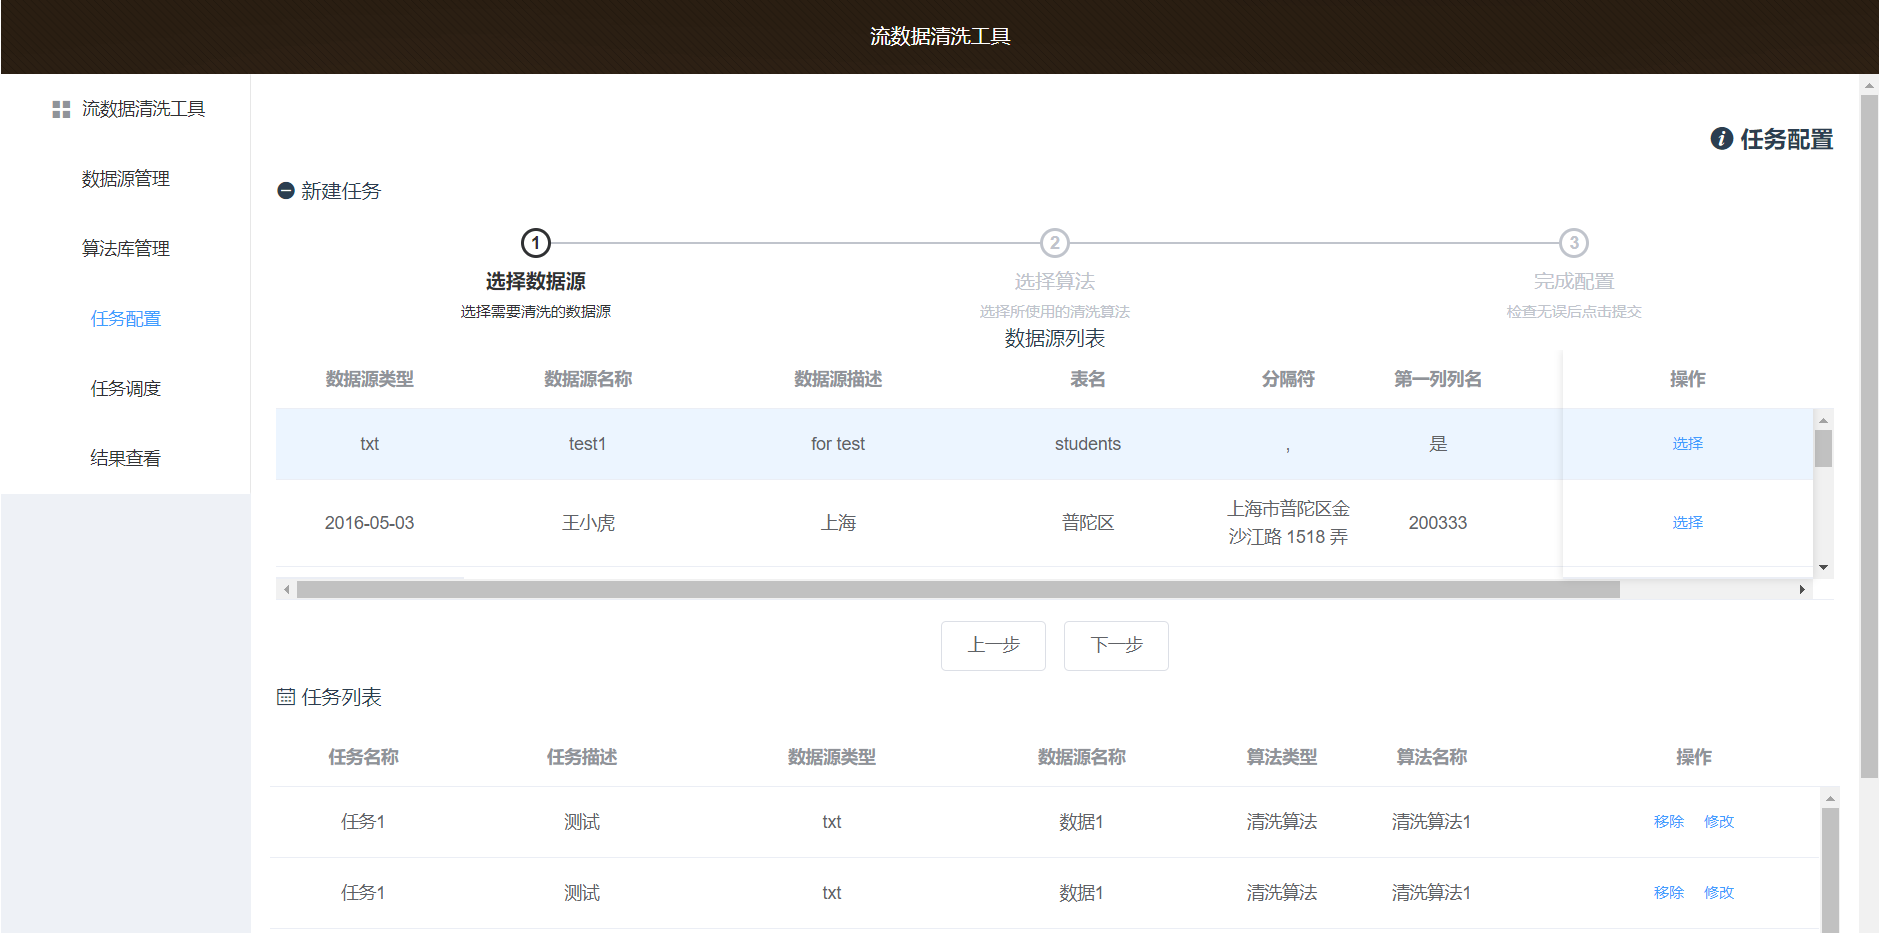 流数据清洗工具
流数据清洗工具
数据源管理
算法库管理
任务配置
任务调度
结果查看
任务配置
新建任务
1 2 3
选择数据源 选择算法 完成配置
选择需要清洗的数据源 选择所使用的清洗算法 检查无误后点击提交
数据源列表
数据源类型 数据源名称 数据源描述 表名 分隔符 第一列列名 操作
txt test1 for test students , 是 选择
2016-05-03 王小虎 上海 普陀区 上海市普陀区金 200333 选择
沙江路 1518 弄
上一步 下一步
任务列表
任务名称 任务描述 数据源类型 数据源名称 算法类型 算法名称 操作
任务1 测试 txt 数据1 清洗算法 清洗算法1 移除 修改
任务1 测试 txt 数据1 清洗算法 清洗算法1 移除 修改